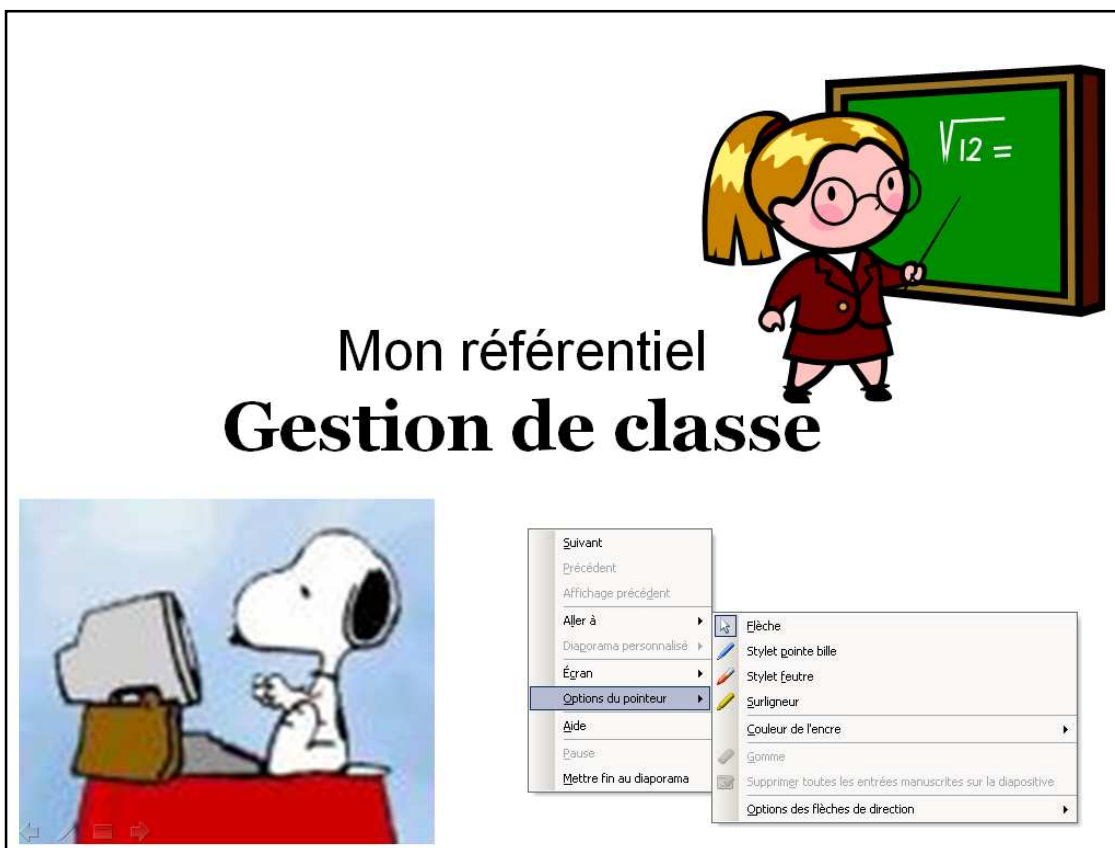 √12 =
Mon référentiel
Gestion de classe
Suivant
Précédent
Affichage précédent
Aller à
Diaporama personnalisé
Écran
Options du pointeur
Aide
Pause
Mettre fin au diaporama
Flèche
Stylet pointe bille
Stylet feutre
Surligneur
Couleur de l'encre
Gomme
Supprimer toutes les entrées manuscrites sur la diapositive
Options des flèches de direction